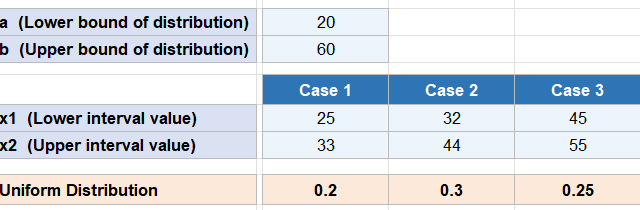 a (Lower bound of distribution) 20
b (Upper bound of distribution) 60
Case 1 Case 2 Case 3
x1 (Lower interval value) 25 32 45
x2 (Upper interval value) 33 44 55
Uniform Distribution 0.2 0.3 0.25